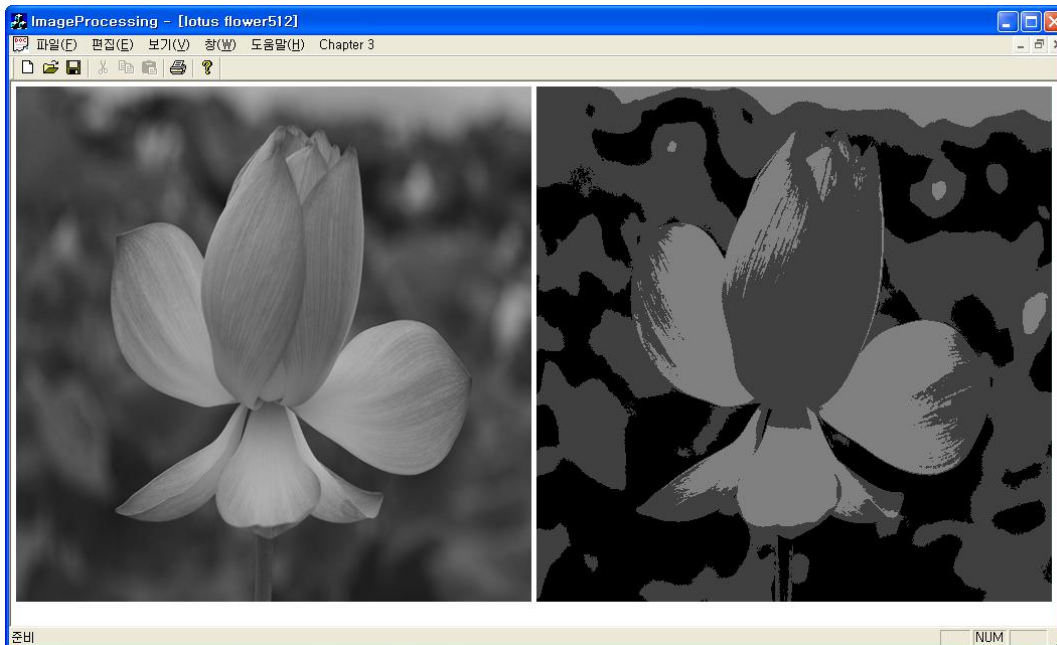 ImageProcessing - [lotus flower512]
파일(F) 편집(E) 보기(V) 창(W) 도움말(H) Chapter 3
준비
NUM